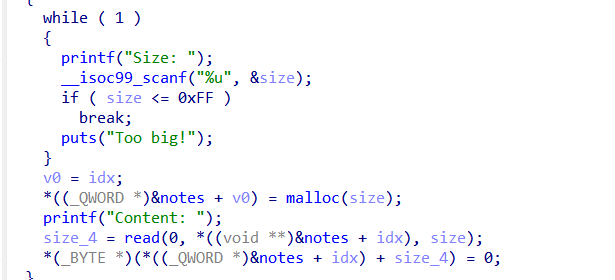 {
while ( 1 )
{
printf("Size: ");
__isoc99_scanf("%u", &size);
if ( size <= 0xFF )
break;
puts("Too big!");
}
v0 = idx;
*((_QWORD *)&notes + v0) = malloc(size);
printf("Content: ");
size_4 = read(0, *((void **)&notes + idx), size);
*(_BYTE *)(*((_QWORD *)&notes + idx) + size_4) = 0;
}